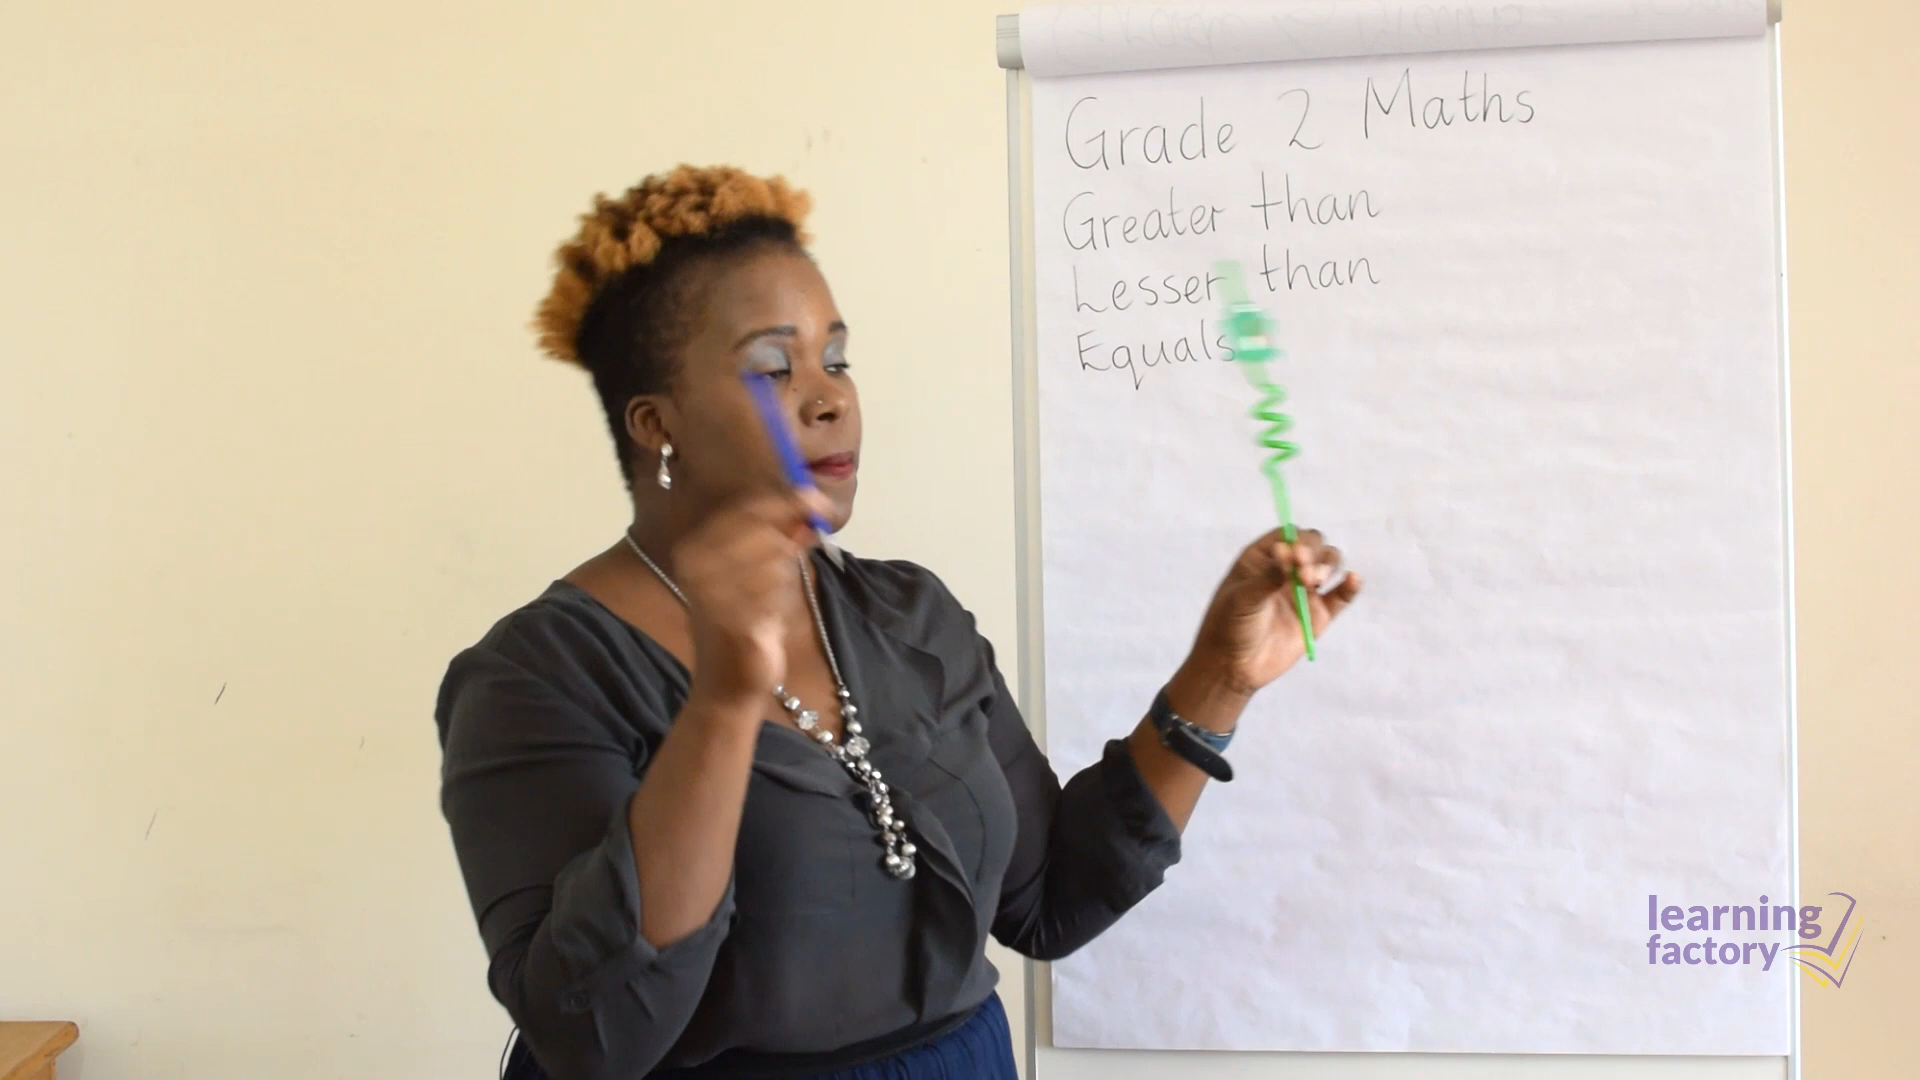 Grade 2 Maths
Greater than
Lesser than
Equals
learning
factory